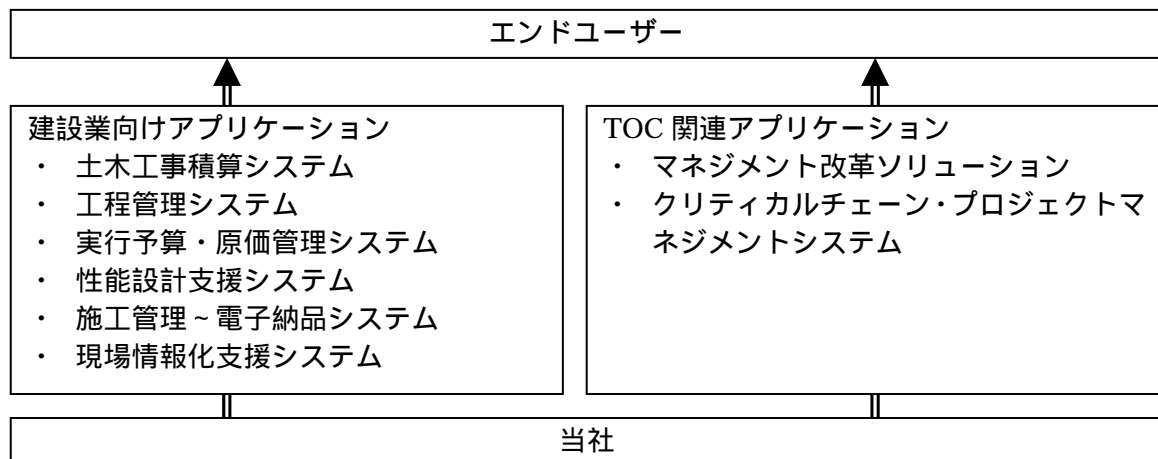 エンドユーザー
建設業向けアプリケーション
・ 土木工事積算システム
・ 工程管理システム
・ 実行予算・原価管理システム
・ 性能設計支援システム
・ 施工管理~電子納品システム
・ 現場情報化支援システム
TOC 関連アプリケーション
・ マネジメント改革ソリューション
・ クリティカルチェーン・プロジェクトマ
ネジメントシステム
当社